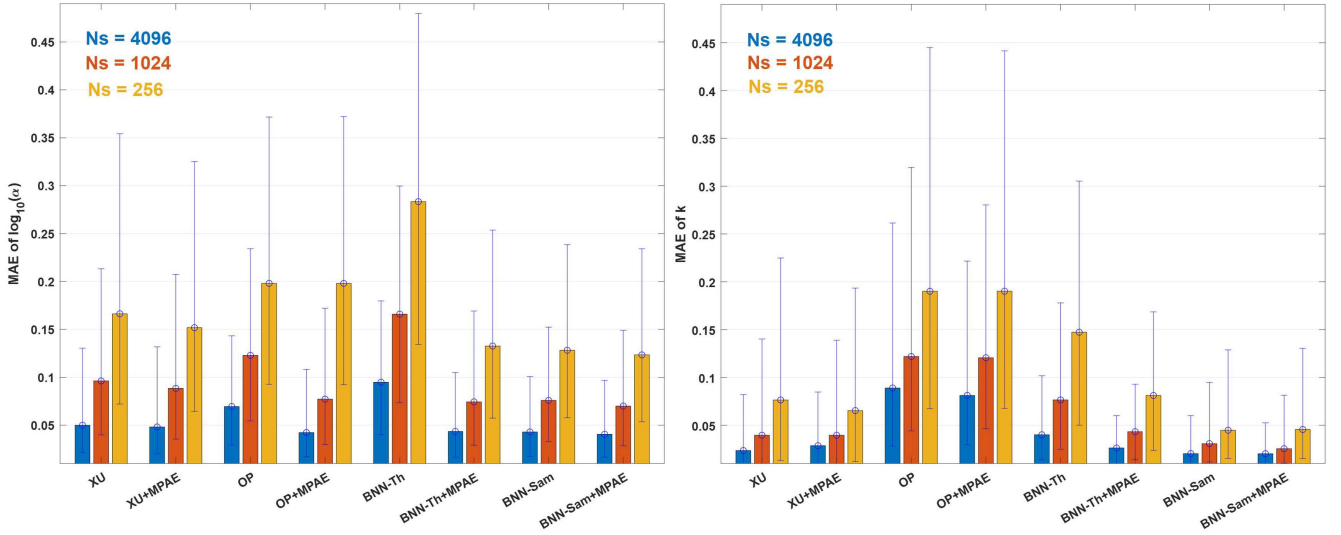 MAE of log10(α)
0.45
0.4
0.35
0.3
0.25
0.2
0.15
0.1
0.05
Ns = 4096
Ns = 1024
Ns = 256
XU
XU+MPAE
OP
OP+MPAE
BNN-Th
BNN-Th+MPAE
BNN-Sam
BNN-Sam+MPAE
MAE of k
0.45
0.4
0.35
0.3
0.25
0.2
0.15
0.1
0.05
Ns = 4096
Ns = 1024
Ns = 256
XU
XU+MPAE
OP
OP+MPAE
BNN-Th
BNN-Th+MPAE
BNN-Sam
BNN-Sam+MPAE